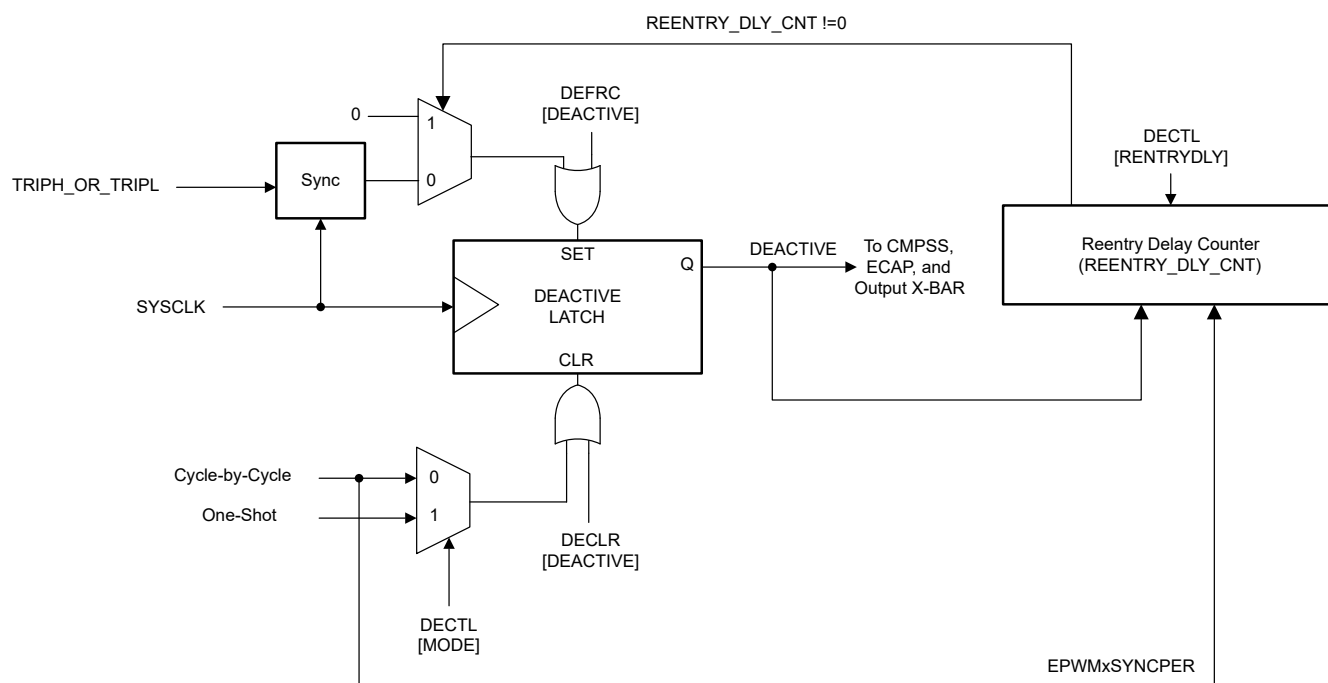 REENTRY_DLY_CNT !=0
DEFRC
[DEACTIVE]
0
1
DECTL
[RENTRYDLY]
Sync
0
TRIPH_OR_TRIPL
SET
DEACTIVE
To CMPSS,
ECAP, and
Output X-BAR
Q
Reentry Delay Counter
(REENTRY_DLY_CNT)
SYSCLK
DEACTIVE
LATCH
CLR
Cycle-by-Cycle
0
One-Shot
1
DECLR
[DEACTIVE]
DECTL
[MODE]
EPWMxSYNCPER